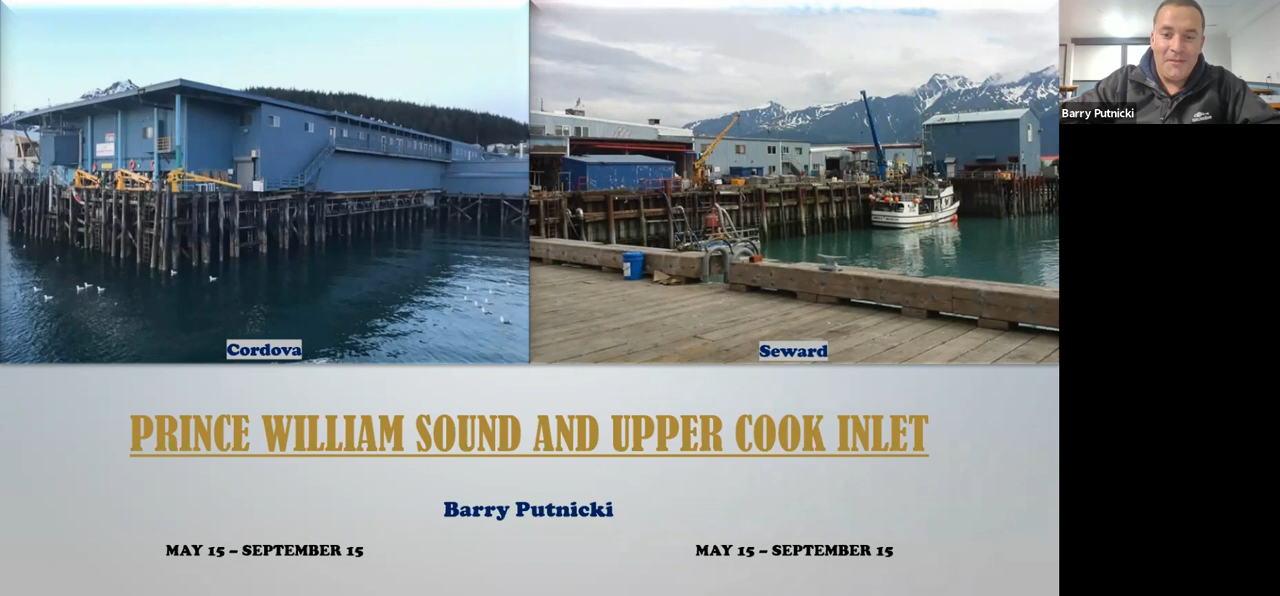 Barry Putnicki
Cordova
Seward
PRINCE WILLIAM SOUND AND UPPER COOK INLET
Barry Putnicki
MAY 15 – SEPTEMBER 15
MAY 15 – SEPTEMBER 15